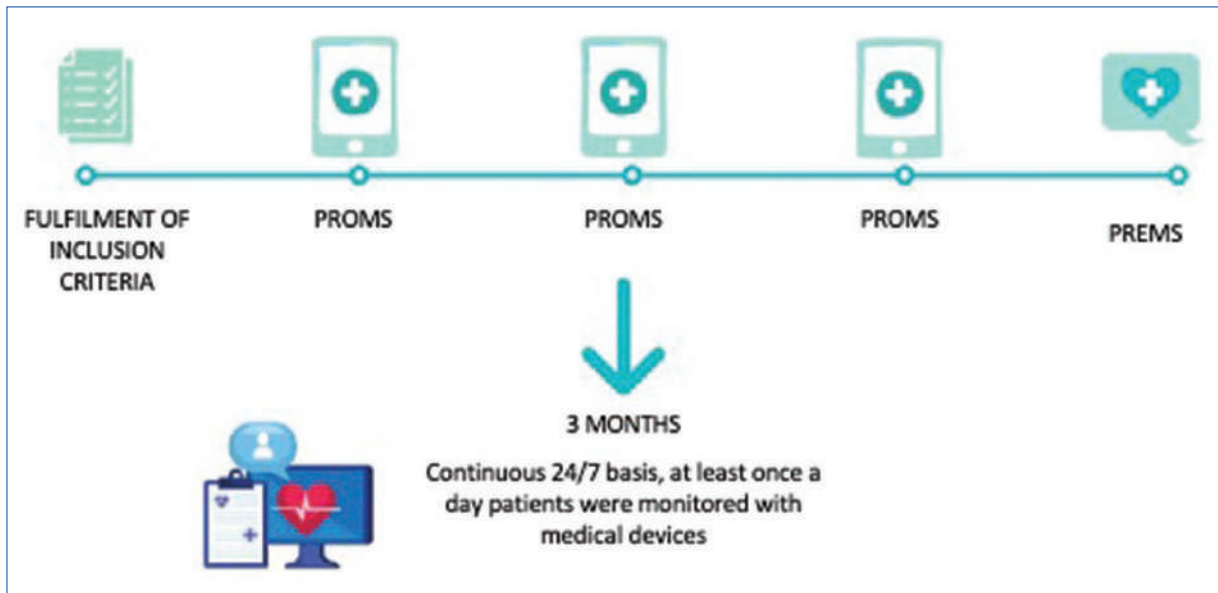 FULFILMENT OF
INCLUSION
CRITERIA
PROMS
PROMS
PROMS
PREMS
3 MONTHS
Continuous 24/7 basis, at least once a
day patients were monitored with
medical devices